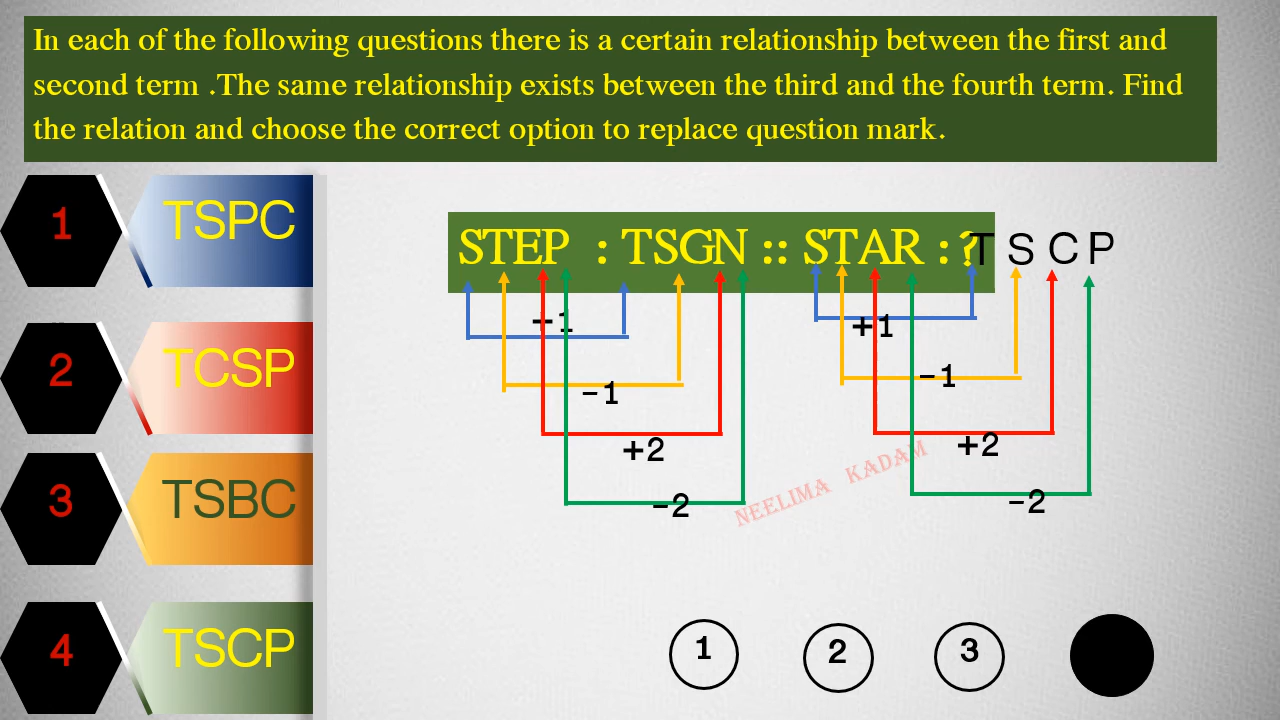 In each of the following questions there is a certain relationship between the first and
second term .The same relationship exists between the third and the fourth term. Find
the relation and choose the correct option to replace question mark.
1 TSPC
2 TCSP
3 TSBC
4 TSCP
STEP : TSGN :: STAR : ? T S C P
+1
-1
+2
-2
+1
-1
+2
-2
NEELIMA KADAM
1 2 3